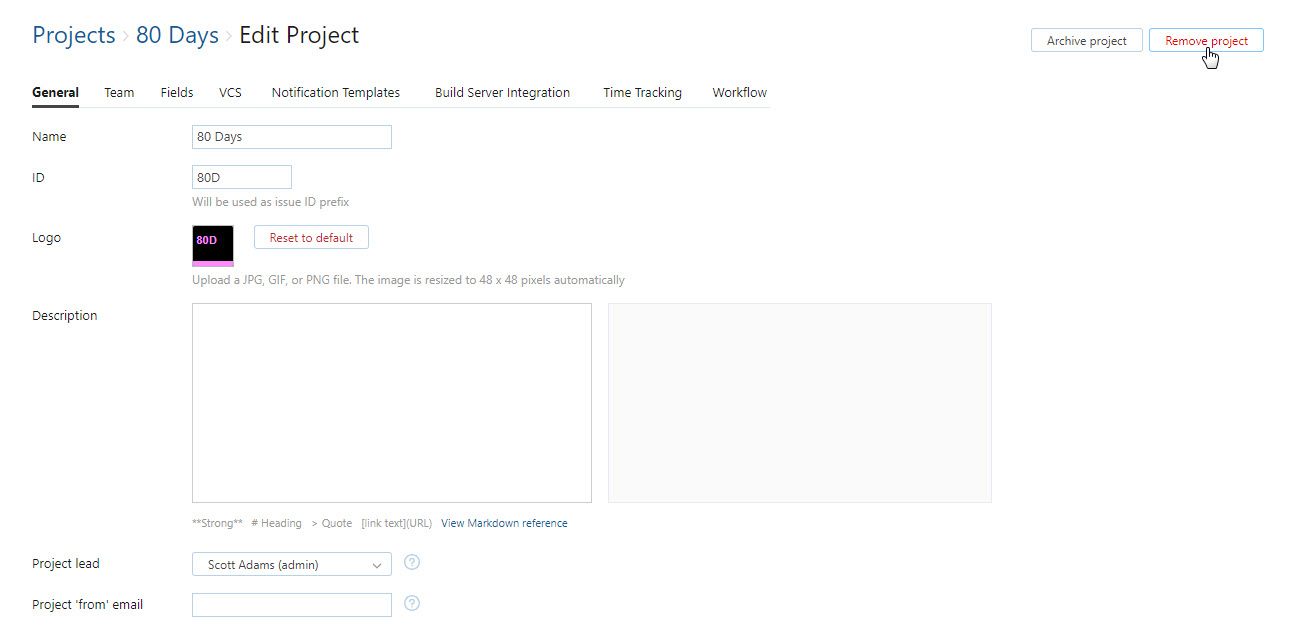 Projects › 80 Days › Edit Project
Archive project
Remove project
General Team Fields VCS Notification Templates Build Server Integration Time Tracking Workflow
Name
80 Days
ID
80D
Will be used as issue ID prefix
Logo
80D
Reset to default
Upload a JPG, GIF, or PNG file. The image is resized to 48 x 48 pixels automatically
Description
**Strong** # Heading > Quote [link text](URL) View Markdown reference
Project lead
Scott Adams (admin)
?
Project 'from' email
?